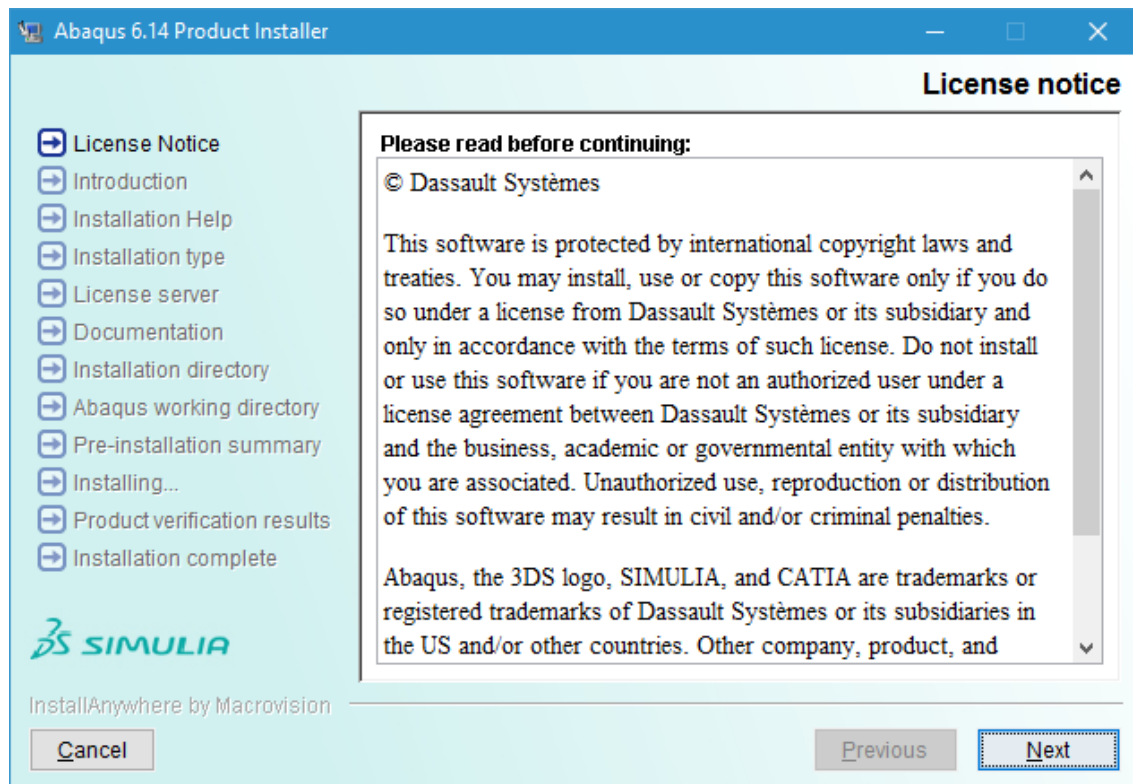 Abaqus 6.14 Product Installer
License notice
License Notice
Introduction
Installation Help
Installation type
License server
Documentation
Installation directory
Abaqus working directory
Pre-installation summary
Installing...
Product verification results
Installation complete
Please read before continuing:
© Dassault Systèmes
This software is protected by international copyright laws and
treaties. You may install, use or copy this software only if you do
so under a license from Dassault Systèmes or its subsidiary and
only in accordance with the terms of such license. Do not install
or use this software if you are not an authorized user under a
license agreement between Dassault Systèmes or its subsidiary
and the business, academic or governmental entity with which
you are associated. Unauthorized use, reproduction or distribution
of this software may result in civil and/or criminal penalties.
Abaqus, the 3DS logo, SIMULIA, and CATIA are trademarks or
registered trademarks of Dassault Systèmes or its subsidiaries in
the US and/or other countries. Other company, product, and
3DS SIMULIA
InstallAnywhere by Macrovision
Cancel
Previous
Next